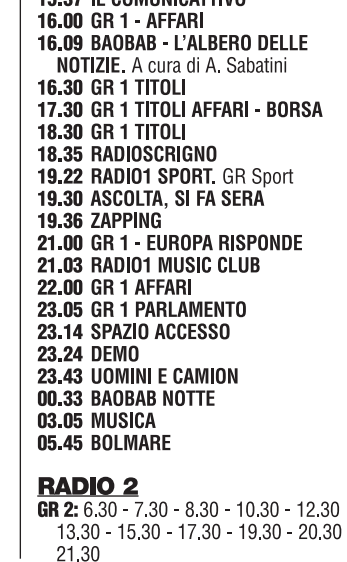 15.37 IL COMUNICATTIVO
16.00 GR 1 - AFFARI
16.09 BAOBAB - L'ALBERO DELLE
NOTIZIE. A cura di A. Sabatini
16.30 GR 1 TITOLI
17.30 GR 1 TITOLI AFFARI - BORSA
18.30 GR 1 TITOLI
18.35 RADIOSCRIGNO
19.22 RADIO1 SPORT. GR Sport
19.30 ASCOLTA, SI FA SERA
19.36 ZAPPING
21.00 GR 1 - EUROPA RISPONDE
21.03 RADIO1 MUSIC CLUB
22.00 GR 1 AFFARI
23.05 GR 1 PARLAMENTO
23.14 SPAZIO ACCESSO
23.24 DEMO
23.43 UOMINI E CAMION
00.33 BAOBAB NOTTE
03.05 MUSICA
05.45 BOLMARE
RADIO 2
GR 2: 6.30 - 7.30 - 8.30 - 10.30 - 12.30
13.30 - 15.30 - 17.30 - 19.30 - 20.30
21.30